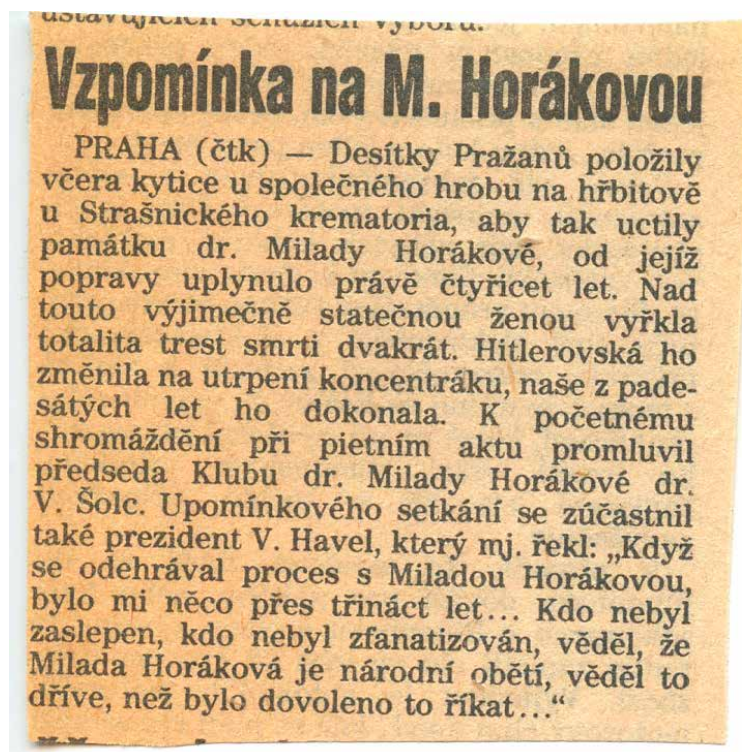 ustavujících schůzích výborů.
Vzpomínka na M. Horákovou
PRAHA (čtk) — Desítky Pražanů položily
včera kytice u společného hrobu na hřbitově
u Strašnického krematoria, aby tak uctily
památku dr. Milady Horákové, od jejíž
popravy uplynulo právě čtyřicet let. Nad
touto výjimečně statečnou ženou vyřkla
totalita trest smrti dvakrát. Hitlerovská ho
změnila na utrpení koncentráku, naše z pade-
sátých let ho dokonala. K početnému
shromáždění při pietním aktu promluvil
předseda Klubu dr. Milady Horákové dr.
V. Šolc. Upomínkového setkání se zúčastnil
také prezident V. Havel, který mj. řekl: „Když
se odehrával proces s Miladou Horákovou,
bylo mi něco přes třináct let... Kdo nebyl
zaslepen, kdo nebyl zfanatizován, věděl, že
Milada Horáková je národní obětí, věděl to
dříve, než bylo dovoleno to říkat...“